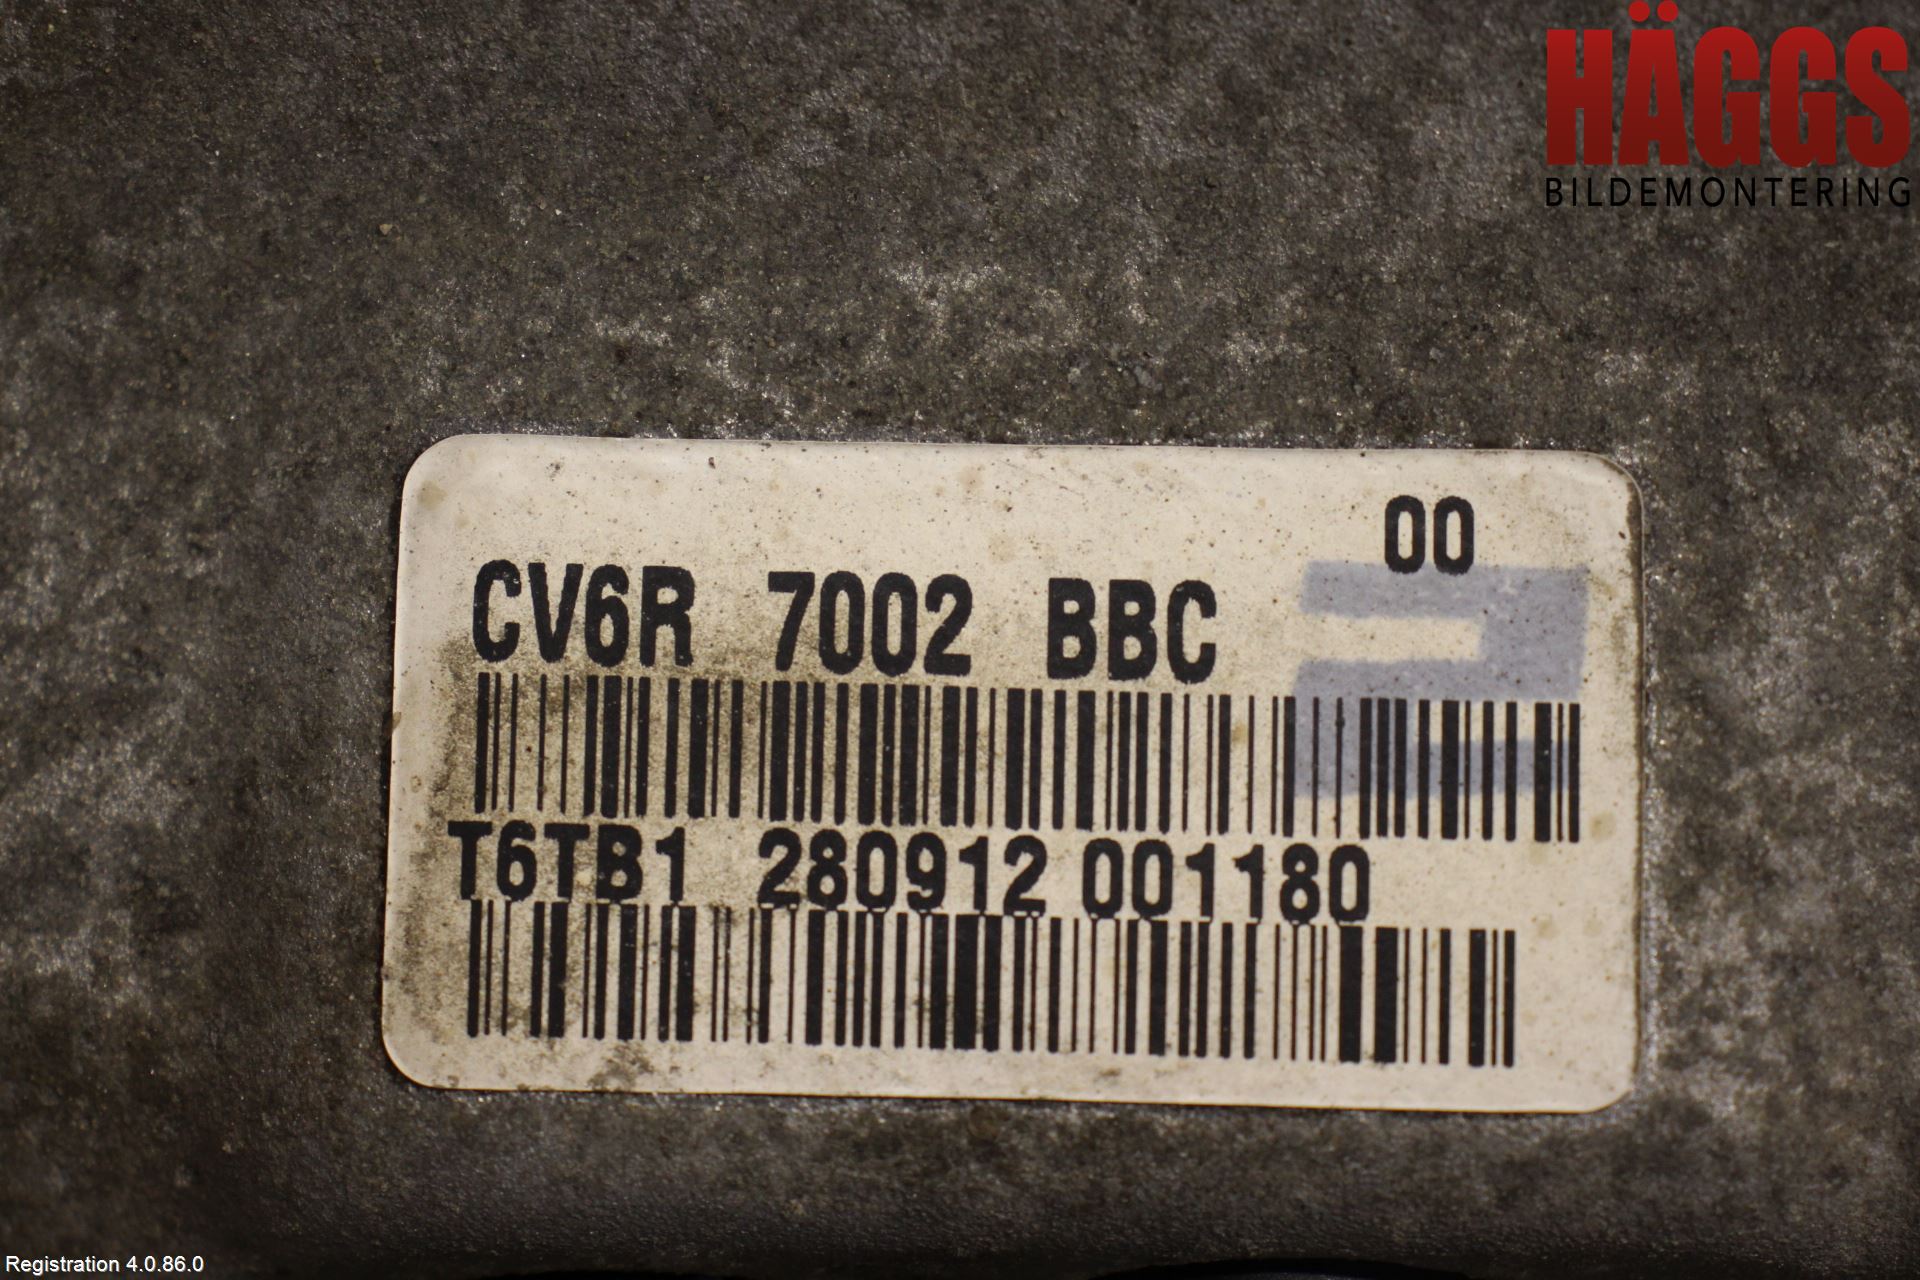 HÄGGS
BILDEMONTERING
00
CV6R 7002 BBC
T6TB1 280912 001180
Registration 4.0.86.0